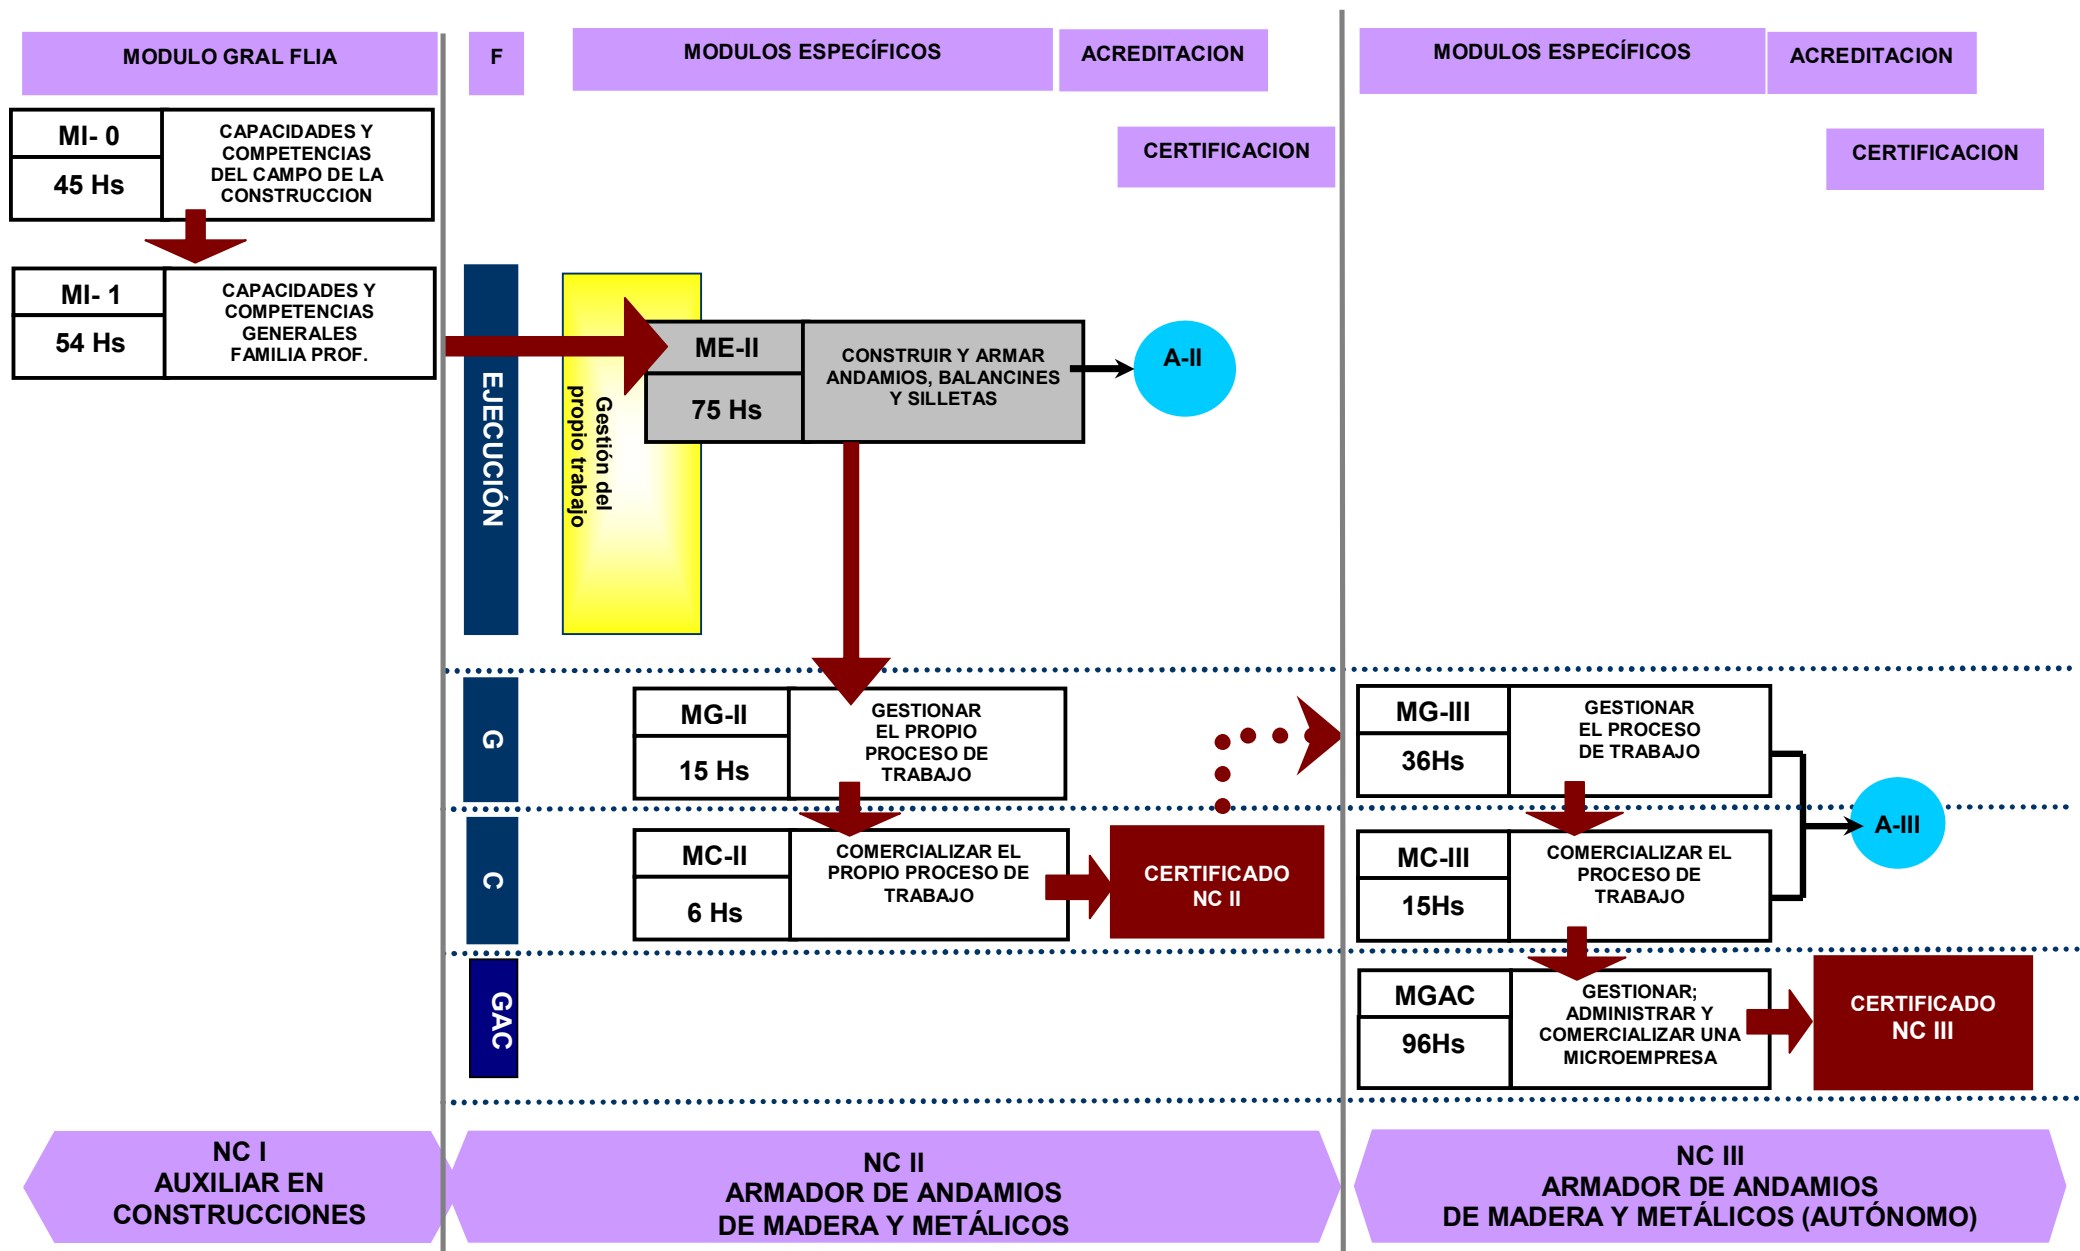 MODULO GRAL FLIA
F
MODULOS ESPECÍFICOS
ACREDITACION
MODULOS ESPECÍFICOS
ACREDITACION
CERTIFICACION
CERTIFICACION
MI- 0
45 Hs
CAPACIDADES Y
COMPETENCIAS
DEL CAMPO DE LA
CONSTRUCCION
MI- 1
54 Hs
CAPACIDADES Y
COMPETENCIAS
GENERALES
FAMILIA PROF.
EJECUCIÓN
Gestión del
propio trabajo
ME-II
75 Hs
CONSTRUIR Y ARMAR
ANDAMIOS, BALANCINES
Y SILLETAS
A-II
G
MG-II
15 Hs
GESTIONAR
EL PROPIO
PROCESO DE
TRABAJO
MG-III
36Hs
GESTIONAR
EL PROCESO
DE TRABAJO
C
MC-II
6 Hs
COMERCIALIZAR EL
PROPIO PROCESO DE
TRABAJO
CERTIFICADO
NC II
MC-III
15Hs
COMERCIALIZAR EL
PROCESO DE
TRABAJO
A-III
GAC
MGAC
96Hs
GESTIONAR;
ADMINISTRAR Y
COMERCIALIZAR UNA
MICROEMPRESA
CERTIFICADO
NC III
NC I
AUXILIAR EN
CONSTRUCCIONES
NC II
ARMADOR DE ANDAMIOS
DE MADERA Y METÁLICOS
NC III
ARMADOR DE ANDAMIOS
DE MADERA Y METÁLICOS (AUTÓNOMO)